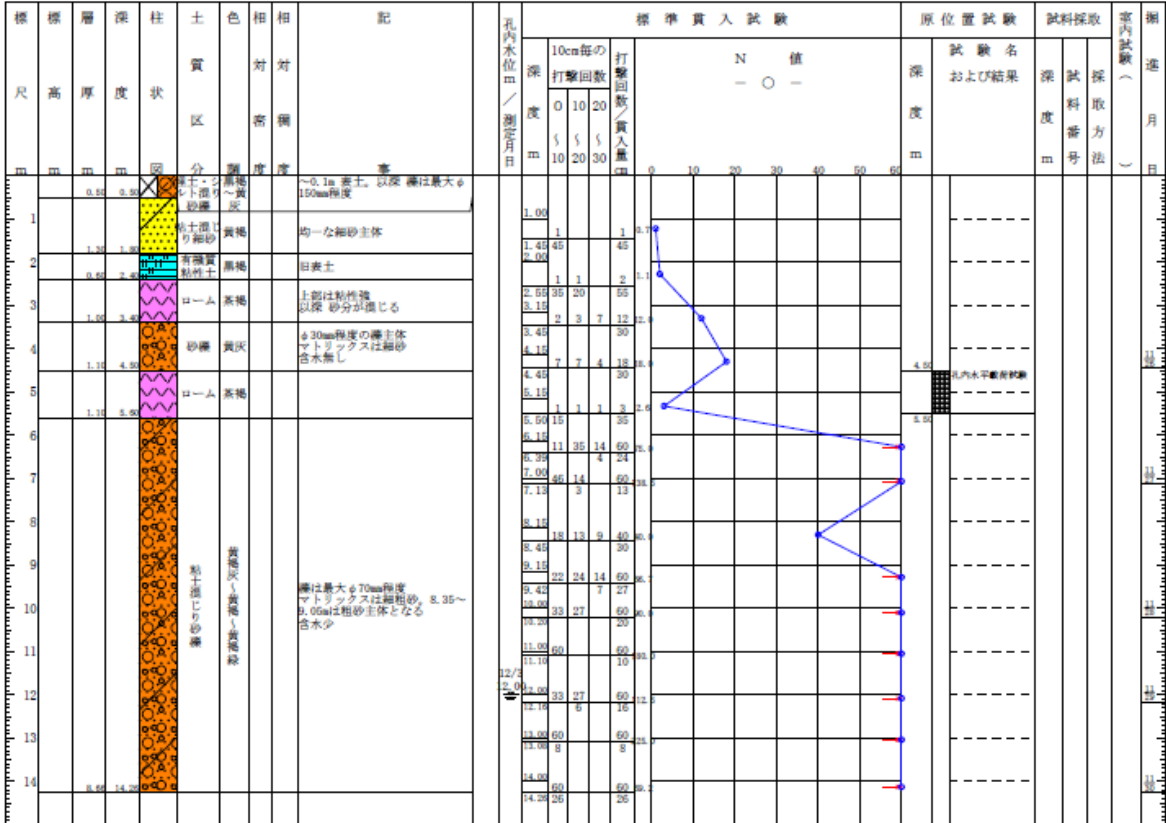 標 標 層 深 柱 土 色 相 相 記
尺 高 厚 度 状 質 対 対
区
m m m m 図 分 調 密度 稠度 事
孔内水位m/測定月日
標準貫入試験
深度 m
10cm毎の打撃回数
0〜10 10〜20 20〜30
打撃回数/貫入量 cm
N 値
― ○ ―
0 10 20 30 40 50 60
原位置試験
深度 m
試験名および結果
試料採取
深度 m
試料番号
採取方法
室内試験( )
掘進月日
0.50 0.50
砂礫
〜0.1m 表土。以深 礫は最大φ
150mm程度
1.30 1.80 粘土混じり細砂 黄褐 均一な細砂主体
0.60 2.40 有機質粘性土 黒褐 旧表土
1.00 3.40 ローム 茶褐
上部は粘性強
以深 砂分が混じる
1.10 4.50 砂礫 黄灰
φ30mm程度の礫主体
マトリックスは細砂
含水無し
1.10 5.60 ローム 茶褐
8.66 14.26 粘土混じり砂礫 黄褐灰〜黄褐〜黄褐緑
礫は最大φ70mm程度
マトリックスは細粗砂。8.35〜
9.05mは粗砂主体となる
含水少
1
2
3
4
5
6
7
8
9
10
11
12
13
14
12.00
1.00 1 1
1.45 45 45
2.00 1 1 2
2.55 35 20 55
3.15 2 3 7 12
3.45 30
4.15 7 7 4 18
4.45 30
5.15 1 1 1 3 2.6
5.50 15 35
6.15 11 35 14 60
6.39 4 24
7.00 46 14 60
7.13 3 13
8.15 18 13 9 40
8.45 30
9.15 22 24 14 60
9.42 7 27
10.00 33 27 60
10.20 20
11.00 60 60
11.10 10
12.00 33 27 60
12.16 6 16
13.00 60 60
13.08 8 8
14.00 60 60
14.26 26 26
4.50
孔内水平載荷試験
5.50